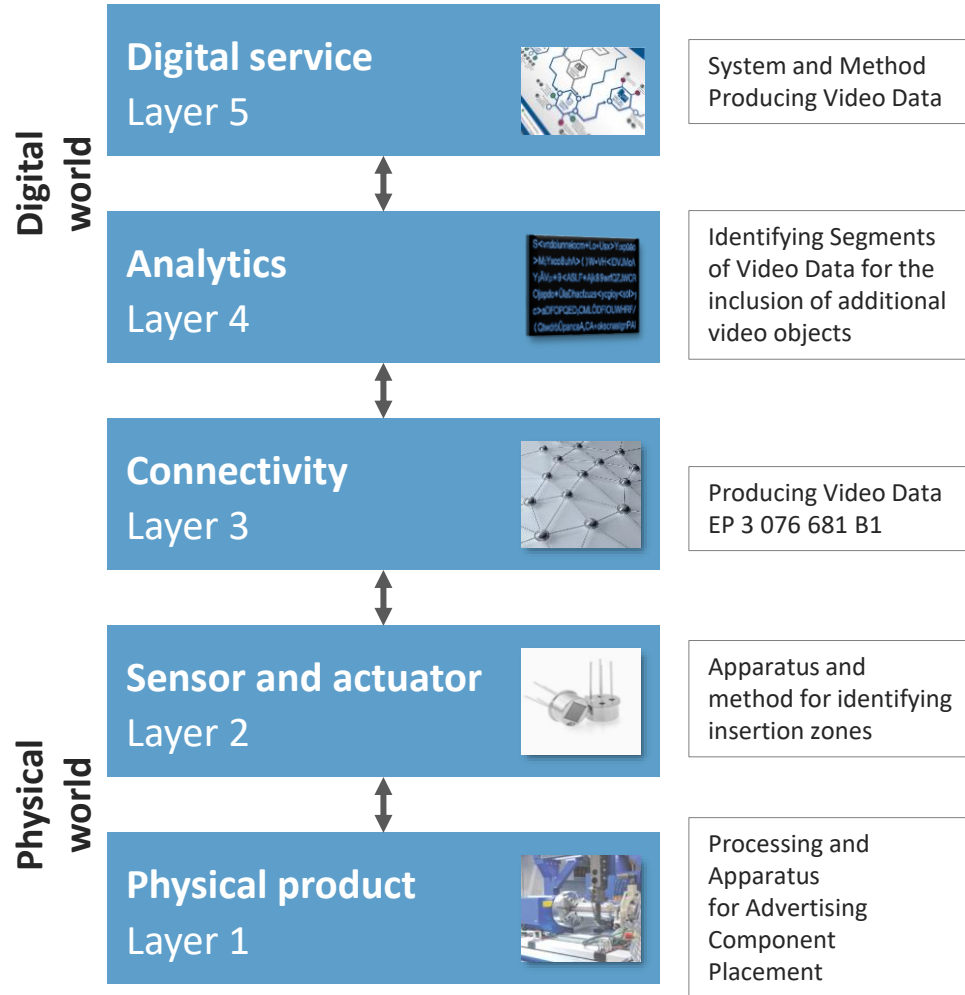 Digital world
Digital service
Layer 5
System and Method
Producing Video Data
Analytics
Layer 4
Identifying Segments
of Video Data for the
inclusion of additional
video objects
Connectivity
Layer 3
Producing Video Data
EP 3 076 681 B1
Physical world
Sensor and actuator
Layer 2
Apparatus and
method for identifying
insertion zones
Physical product
Layer 1
Processing and
Apparatus
for Advertising
Component
Placement